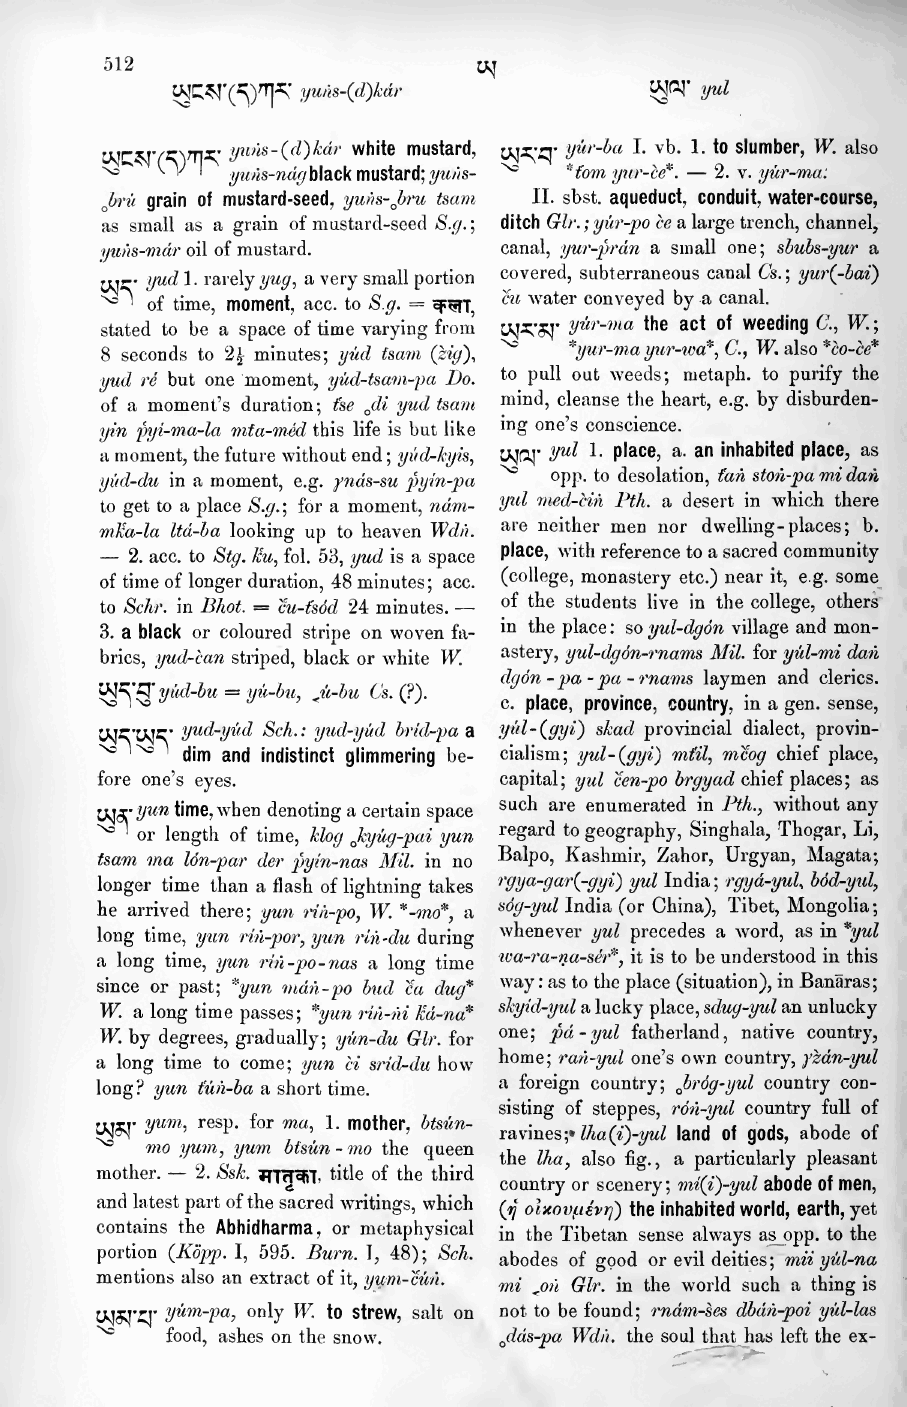 512
ཡ
ཡུངས་(ད)ཀར་ yuṅs-(d)kár
ཡུལ་ yul
ཡུངས་(ད)ཀར་ yuṅs-(d)kár white mustard,
yuṅs-nág black mustard; yuṅs-
₀brú grain of mustard-seed, yuṅs-₀bru tsam
as small as a grain of mustard-seed S.g.;
yuṅs-már oil of mustard.
ཡུད་ yud 1. rarely yug, a very small portion
of time, moment, acc. to S.g. = कला,
stated to be a space of time varying from
8 seconds to 2½ minutes; yúd tsam (žig),
yud ré but one moment, yúd-tsam-pa Do.
of a moment's duration; t̔se ₀di yud tsam
yin p̔yi-ma-la mta-méd this life is but like
a moment, the future without end; yúd-kyis,
yúd-du in a moment, e.g. ɣnás-su p̔yín-pa
to get to a place S.g.; for a moment, nám-
mk̔a-la ltá-ba looking up to heaven Wdṅ.
— 2. acc. to Stg. k̔u, fol. 53, yud is a space
of time of longer duration, 48 minutes; acc.
to Schr. in Bhot. = č̔u-t̔sód 24 minutes. —
3. a black or coloured stripe on woven fa-
brics, yud-čan striped, black or white W.
ཡུད་བུ་ yúd-bu = yú-bu, ‚ú-bu Cs. (?).
ཡུད་ཡུད་ yud-yúd Sch.: yud-yúd bríd-pa a
dim and indistinct glimmering be-
fore one's eyes.
ཡུན་ yun time, when denoting a certain space
or length of time, klog ₀kyúg-pai yun
tsam ma lón-par der p̔yín-nas Mil. in no
longer time than a flash of lightning takes
he arrived there; yun riṅ-po, W. *-mo*, a
long time, yun riṅ-por, yun riṅ-du during
a long time, yun riṅ-po-nas a long time
since or past; *yun máṅ-po bud č̔a dug*
W. a long time passes; *yun riṅ-ṅi k̔á-na*
W. by degrees, gradually; yún-du Glr. for
a long time to come; yun či srid-du how
long? yun t̔úṅ-ba a short time.
ཡུམ་ yum, resp. for ma, 1. mother, btsún-
mo yum, yum btsún-mo the queen
mother. — 2. Ssk. मातृका, title of the third
and latest part of the sacred writings, which
contains the Abhidharma, or metaphysical
portion (Köpp. I, 595. Burn. I, 48); Sch.
mentions also an extract of it, yum-č̔úṅ.
ཡུམ་པ་ yúm-pa, only W. to strew, salt on
food, ashes on the snow.
ཡུར་བ་ yúr-ba I. vb. 1. to slumber, W. also
*t̔om yur-če*. — 2. v. yúr-ma:
II. sbst. aqueduct, conduit, water-course,
ditch Glr.; yúr-po č̔e a large trench, channel,
canal, yur-p̔rán a small one; sbubs-yur a
covered, subterraneous canal Cs.; yur(-bai)
č̔u water conveyed by a canal.
ཡུར་མ་ yúr-ma the act of weeding C., W.;
*yur-ma yur-wa*, C., W. also *čo-če*
to pull out weeds; metaph. to purify the
mind, cleanse the heart, e.g. by disburden-
ing one's conscience.
ཡུལ་ yul 1. place, a. an inhabited place, as
opp. to desolation, t̔aṅ stoṅ-pa mi daṅ
yul med-čiṅ Pth. a desert in which there
are neither men nor dwelling-places; b.
place, with reference to a sacred community
(college, monastery etc.) near it, e.g. some
of the students live in the college, others
in the place: so yul-dgón village and mon-
astery, yul-dgón-rnams Mil. for yúl-mi daṅ
dgón-pa-pa-rnams laymen and clerics.
c. place, province, country, in a gen. sense,
yúl-(gyi) skad provincial dialect, provin-
cialism; yul-(gyi) mt̔il, mč̔og chief place,
capital; yul č̔en-po brgyad chief places; as
such are enumerated in Pth., without any
regard to geography, Singhala, Thogar, Li,
Balpo, Kashmir, Zahor, Urgyan, Magata;
rgya-gar(-gyi) yul India; rgyá-yul, bód-yul,
sóg-yul India (or China), Tibet, Mongolia;
whenever yul precedes a word, as in *yul
wa-ra-ṇa-sér*, it is to be understood in this
way: as to the place (situation), in Banāras;
skyid-yul a lucky place, sdug-yul an unlucky
one; p̔á-yul fatherland, native country,
home; raṅ-yul one's own country, ɣžán-yul
a foreign country; ₀bróg-yul country con-
sisting of steppes, róṅ-yul country full of
ravines; lha(i)-yul land of gods, abode of
the lha, also fig., a particularly pleasant
country or scenery; mi(i)-yul abode of men,
(ἡ οἰκουμένη) the inhabited world, earth, yet
in the Tibetan sense always as opp. to the
abodes of good or evil deities; mii yúl-na
mi ‚oṅ Glr. in the world such a thing is
not to be found; rnám-šes dbáṅ-poi yúl-las
₀dás-pa Wdṅ. the soul that has left the ex-